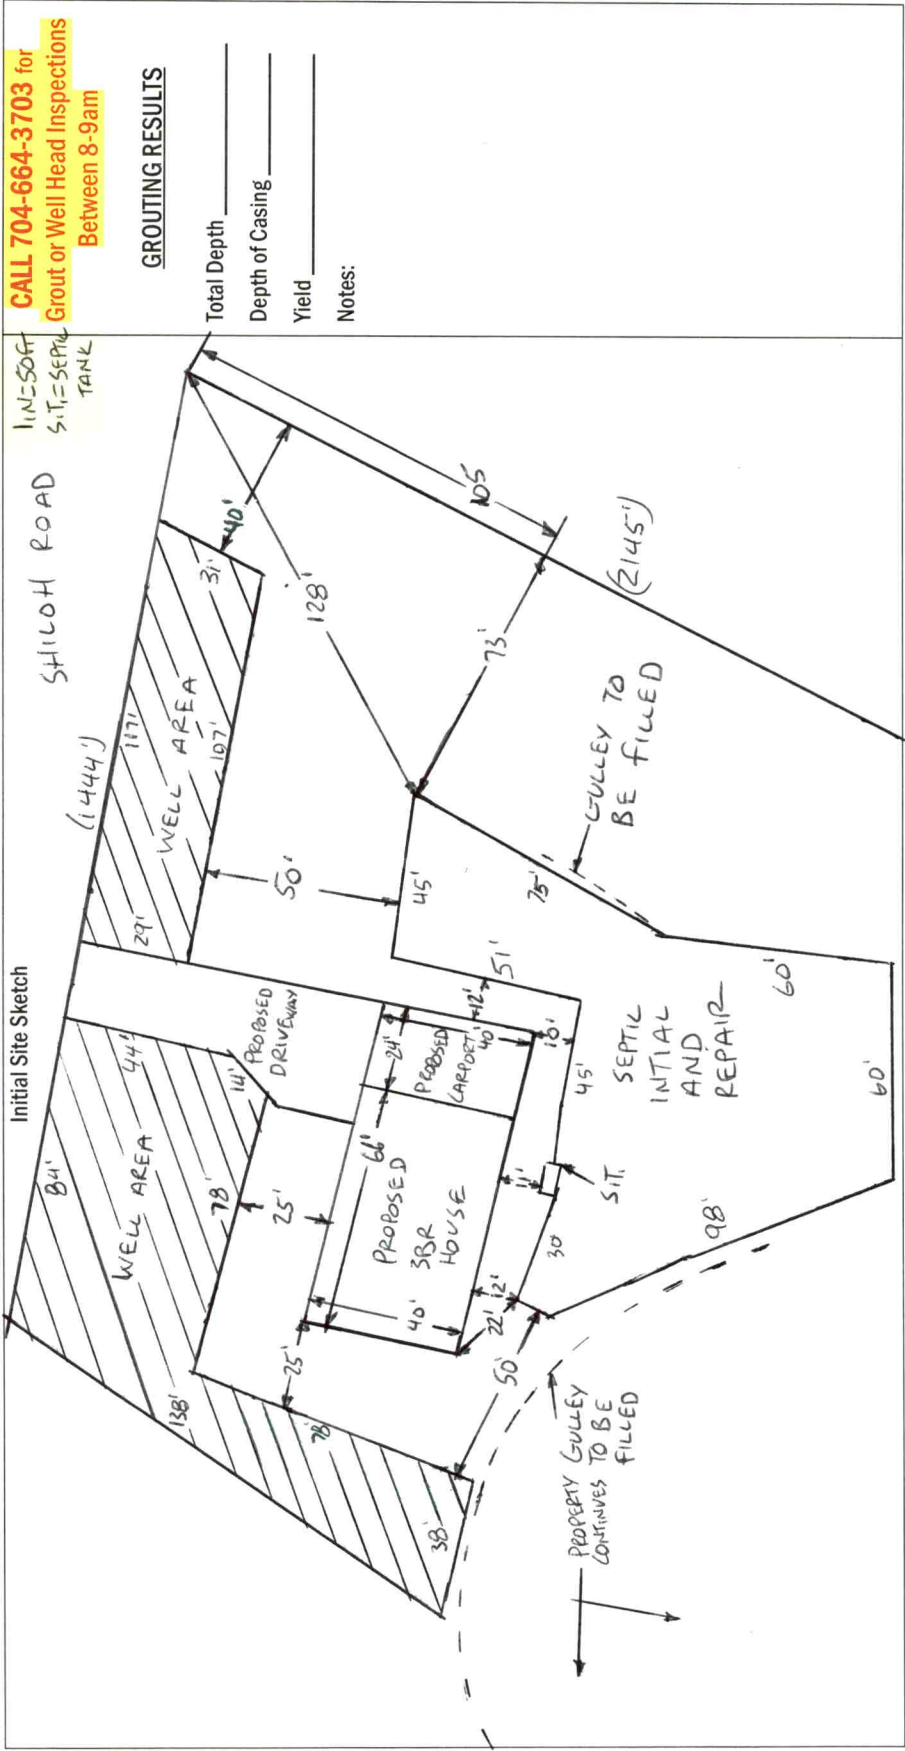 Initial Site Sketch
1IN=50FT
S.T.=SEPTIC
TANK
CALL 704-664-3703 for
Grout or Well Head Inspections
Between 8-9am
GROUTING RESULTS
Total Depth
Depth of Casing
Yield
Notes:
SHILOH ROAD
(1444')
84'
WELL AREA
44'
14'
78'
138'
78'
38'
29'
117'
WELL AREA
107'
31'
40'
128'
105
73'
(2145')
50'
45'
PROPOSED
DRIVEWAY
25'
25'
66'
24'
PROPOSED
3BR
HOUSE
40'
PROPOSED
CARPORT
40'
12'
51'
10'
45'
11'
S.T.
30
12'
22'
50'
SEPTIC
INTIAL
AND
REPAIR
75'
GULLEY TO
BE FILLED
60'
60'
98'
PROPERTY GULLEY
CONTINUES TO BE
FILLED